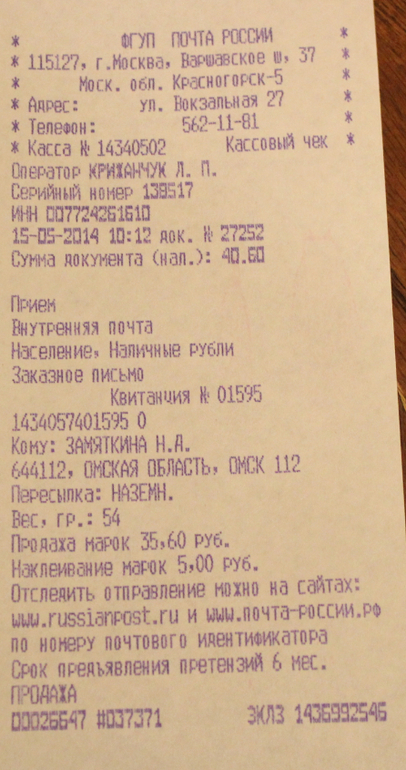 * ФГУП ПОЧТА РОССИИ *
* 115127, г.Москва, Варшавское ш, 37 *
* Моск. обл. Красногорск-5 *
* Адрес: ул. Вокзальная 27 *
* Телефон: 562-11-81 *
* Касса № 14340502 Кассовый чек *
Оператор КРИЖАНЧУК Л. П.
Серийный номер 139517
ИНН 007724261610
15-05-2014 10:12 док. № 27252
Сумма документа (нал.): 40.60
Прием
Внутренняя почта
Население, Наличные рубли
Заказное письмо
Квитанция № 01595
1434057401595 0
Кому: ЗАМЯТКИНА Н.А.
644112, ОМСКАЯ ОБЛАСТЬ, ОМСК 112
Пересылка: НАЗЕМН.
Вес, гр.: 54
Продажа марок 35,60 руб.
Наклеивание марок 5,00 руб.
Отследить отправление можно на сайтах:
www.russianpost.ru и www.почта-россии.рф
по номеру почтового идентификатора
Срок предъявления претензий 6 мес.
ПРОДАЖА
00026647 #037371 ЭКЛЗ 1436992546